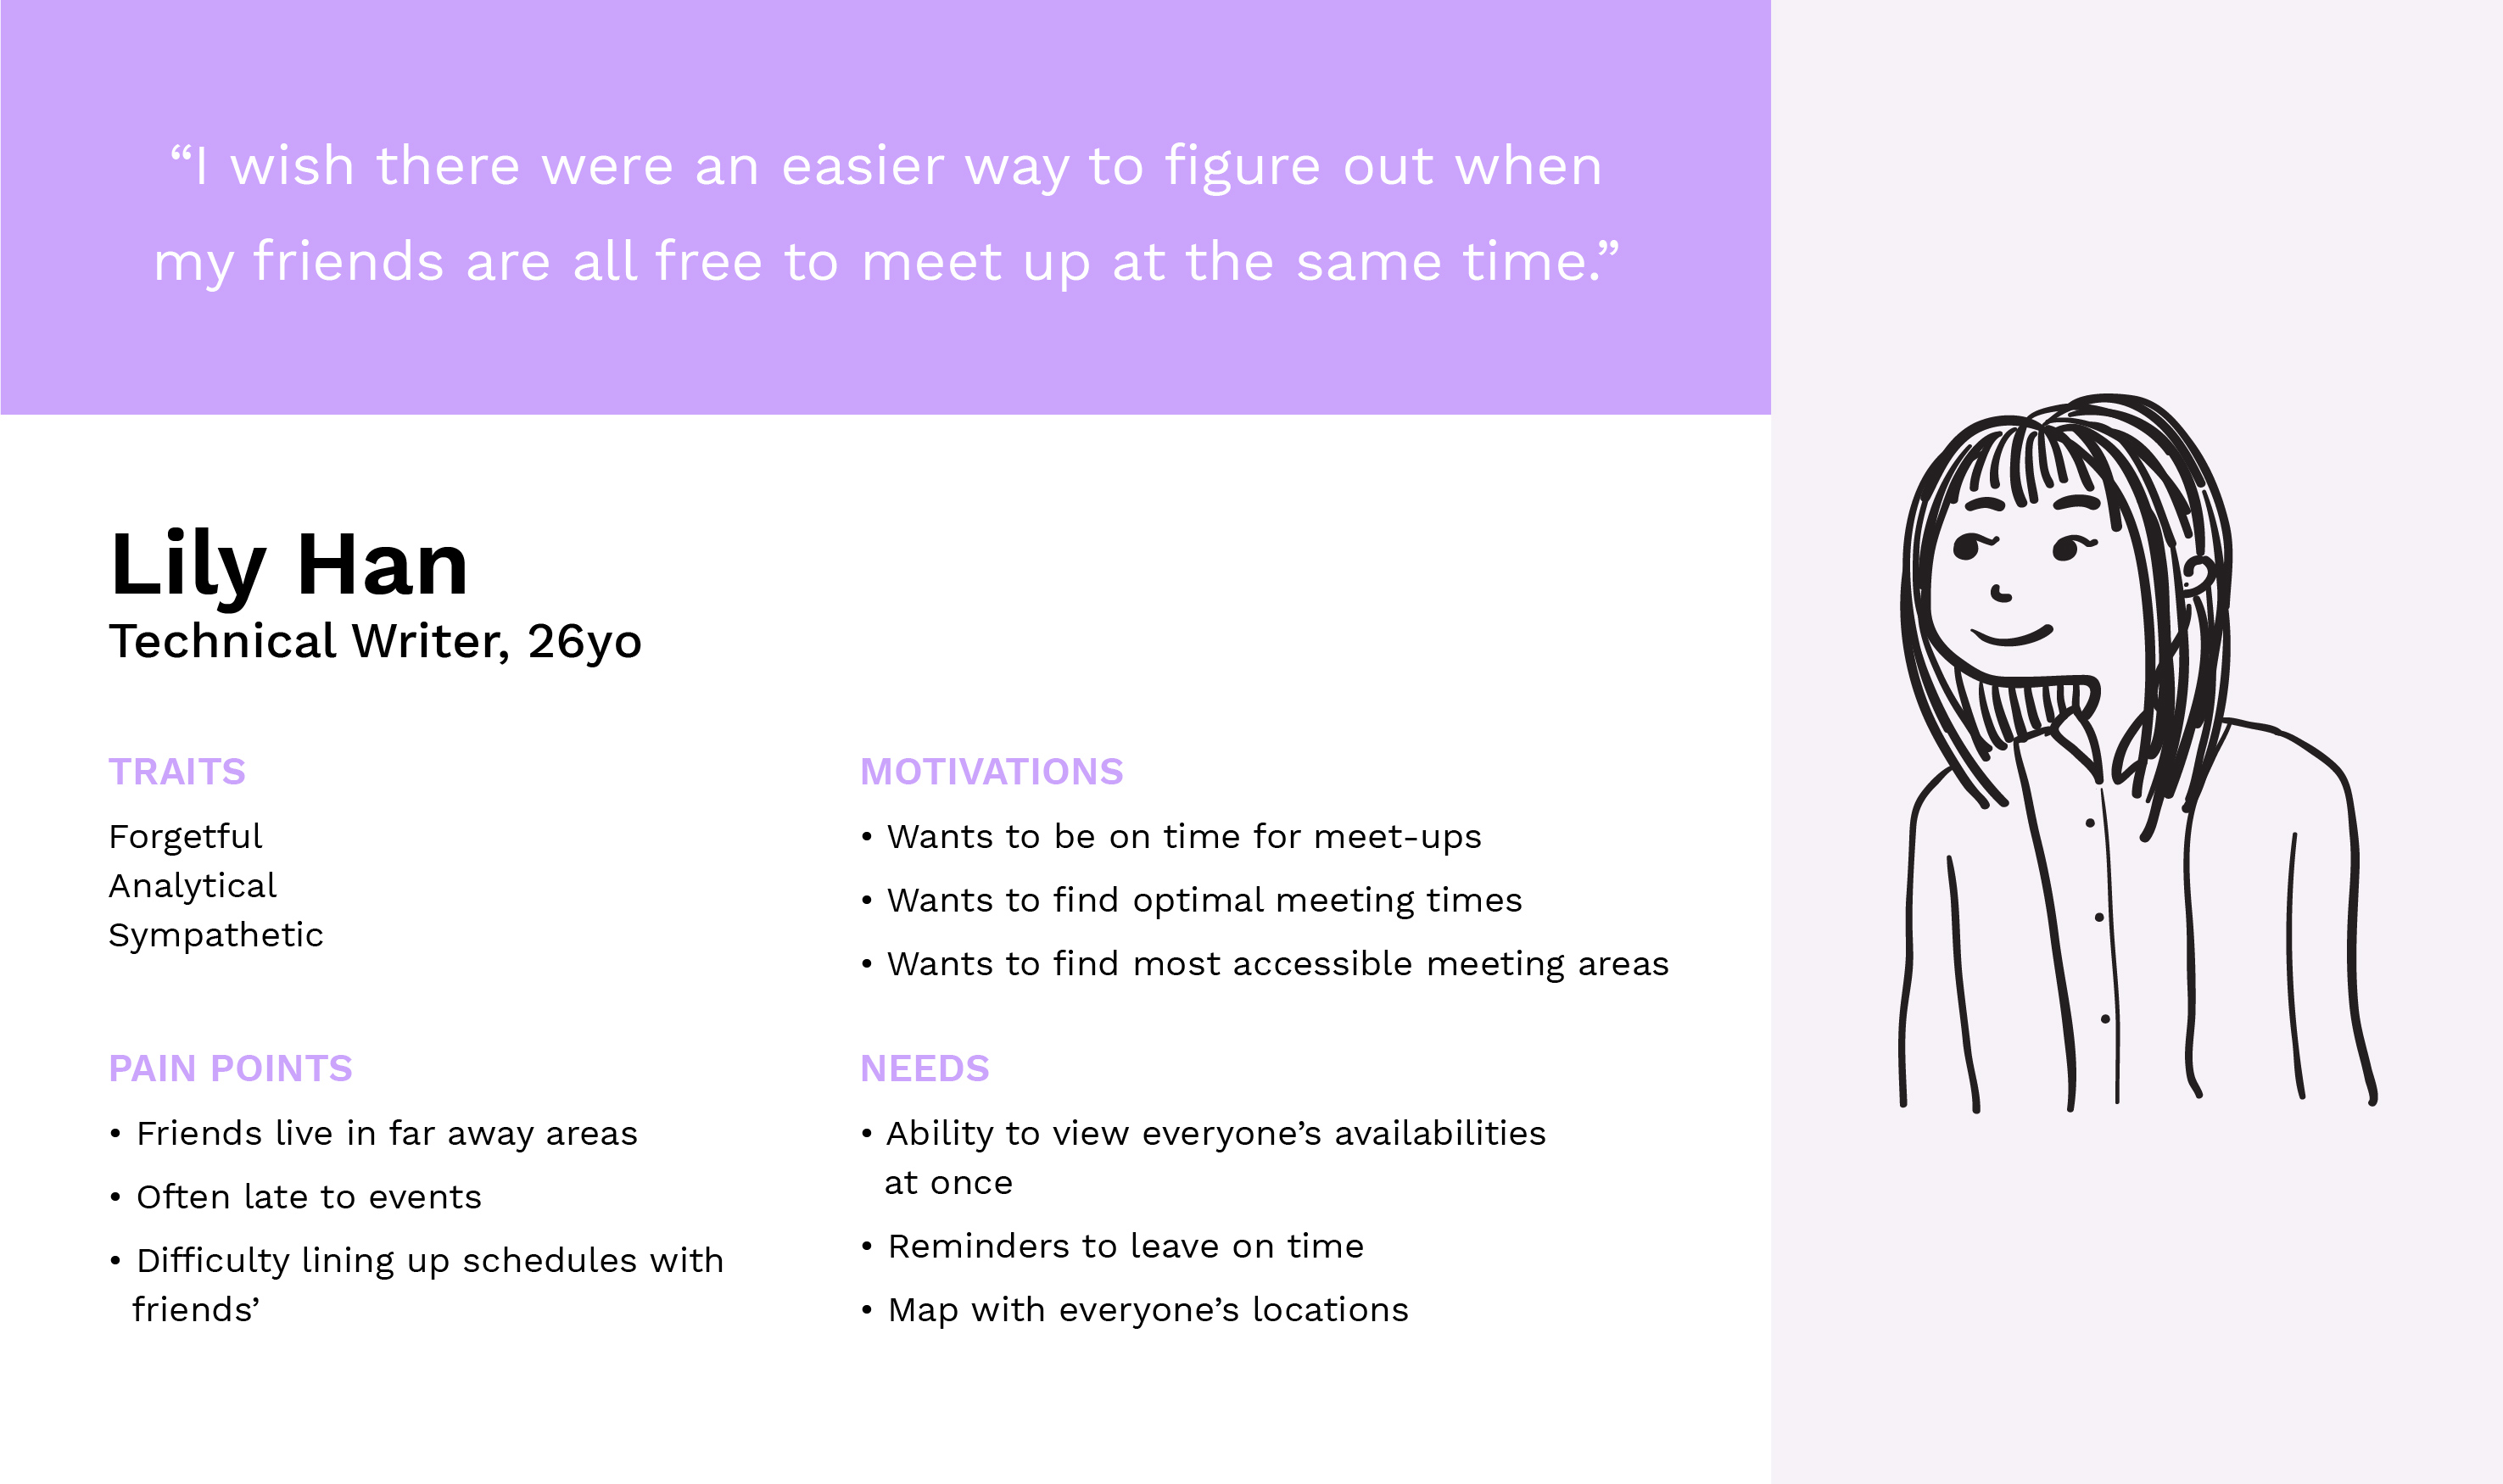 “I wish there were an easier way to figure out when
my friends are all free to meet up at the same time.”
Lily Han
Technical Writer, 26yo
TRAITS
Forgetful
Analytical
Sympathetic
MOTIVATIONS
• Wants to be on time for meet-ups
• Wants to find optimal meeting times
• Wants to find most accessible meeting areas
PAIN POINTS
• Friends live in far away areas
• Often late to events
• Difficulty lining up schedules with
friends’
NEEDS
• Ability to view everyone’s availabilities
at once
• Reminders to leave on time
• Map with everyone’s locations